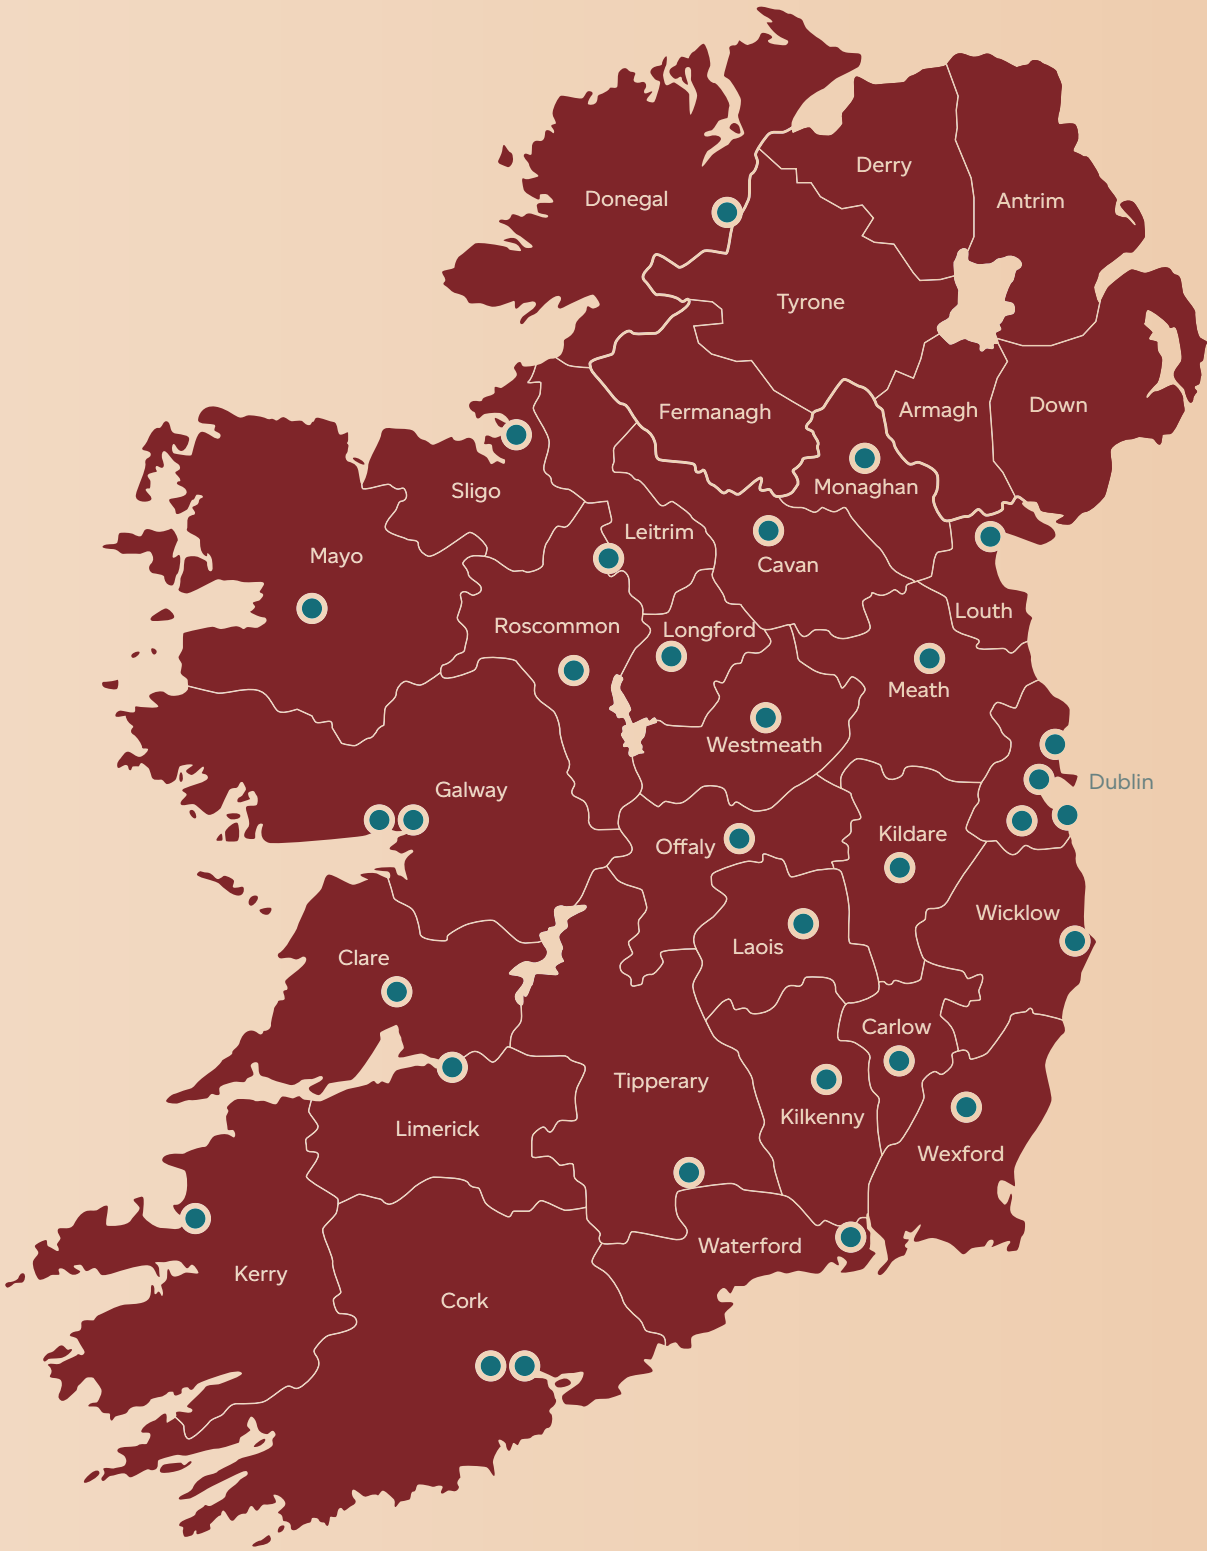 Derry
Donegal
Antrim
Tyrone
Fermanagh
Armagh
Down
Monaghan
Sligo
Leitrim
Mayo
Cavan
Louth
Roscommon
Longford
Meath
Westmeath
Dublin
Galway
Kildare
Offaly
Wicklow
Laois
Clare
Carlow
Tipperary
Kilkenny
Limerick
Wexford
Waterford
Kerry
Cork